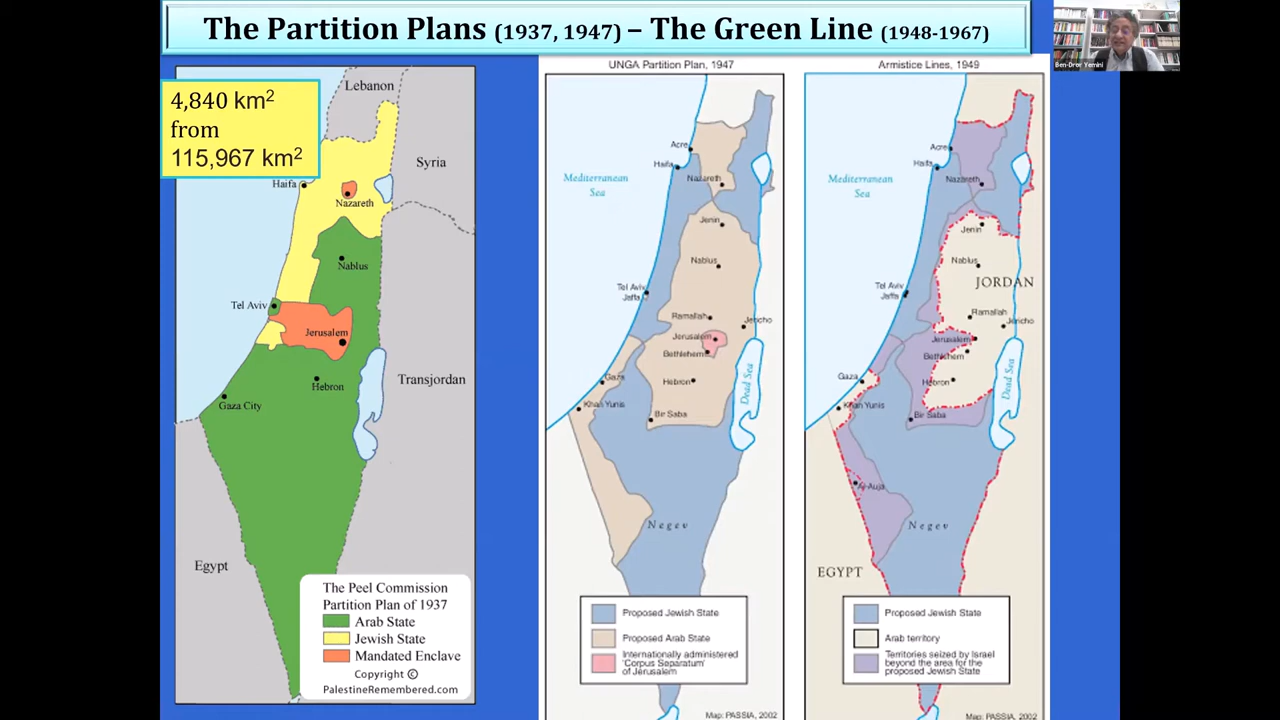 The Partition Plans (1937, 1947) – The Green Line (1948-1967)
Ben-Dror Yemini
4,840 km²
from
115,967 km²
Lebanon
Syria
Haifa
Nazareth
Nablus
Tel Aviv
Jerusalem
Hebron
Transjordan
Gaza City
Egypt
The Peel Commission
Partition Plan of 1937
Arab State
Jewish State
Mandated Enclave
Copyright ©
PalestineRemembered.com
UNGA Partition Plan, 1947
Acre
Haifa
Mediterranean
Sea
Nazareth
Jenin
Nablus
Tel Aviv
Jaffa
Ramallah
Jericho
Jerusalem
Bethlehem
Dead Sea
Gaza
Hebron
Khan Yunis
Bir Saba
Negev
Proposed Jewish State
Proposed Arab State
Internationally administered
'Corpus Separatum'
of Jerusalem
Map: PASSIA, 2002
Armistice Lines, 1949
Acre
Haifa
Mediterranean
Sea
Nazareth
Jenin
Nablus
JORDAN
Tel Aviv
Jaffa
Ramallah
Jericho
Jerusalem
Bethlehem
Dead Sea
Gaza
Hebron
Khan Yunis
Bir Saba
Al-Auja
Negev
EGYPT
Proposed Jewish State
Arab territory
Territories seized by Israel
beyond the area for the
proposed Jewish State
Map: PASSIA, 2002